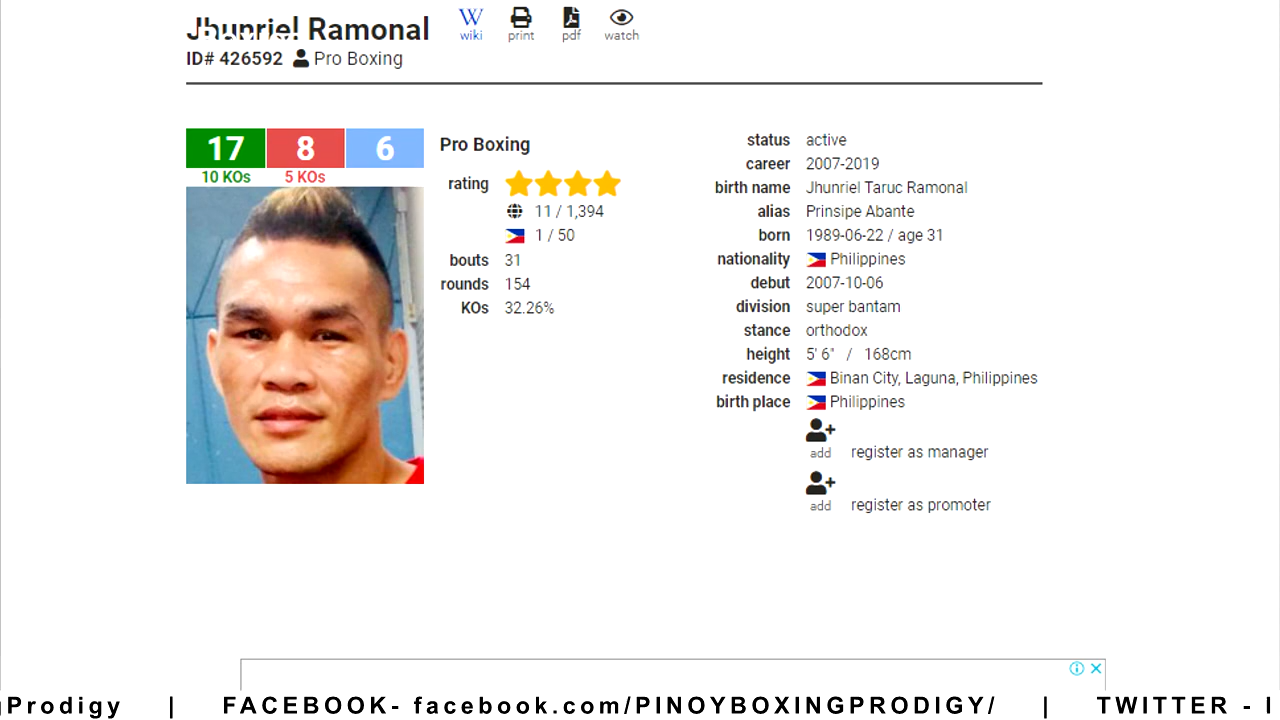 Jhunriel Ramonal
wiki print pdf watch
ID# 426592 Pro Boxing
17 8 6
10 KOs 5 KOs
Pro Boxing
rating
11 / 1,394
1 / 50
bouts 31
rounds 154
KOs 32.26%
status active
career 2007-2019
birth name Jhunriel Taruc Ramonal
alias Prinsipe Abante
born 1989-06-22 / age 31
nationality Philippines
debut 2007-10-06
division super bantam
stance orthodox
height 5' 6" / 168cm
residence Binan City, Laguna, Philippines
birth place Philippines
add register as manager
add register as promoter
gProdigy | FACEBOOK- facebook.com/PINOYBOXINGPRODIGY/ | TWITTER - I